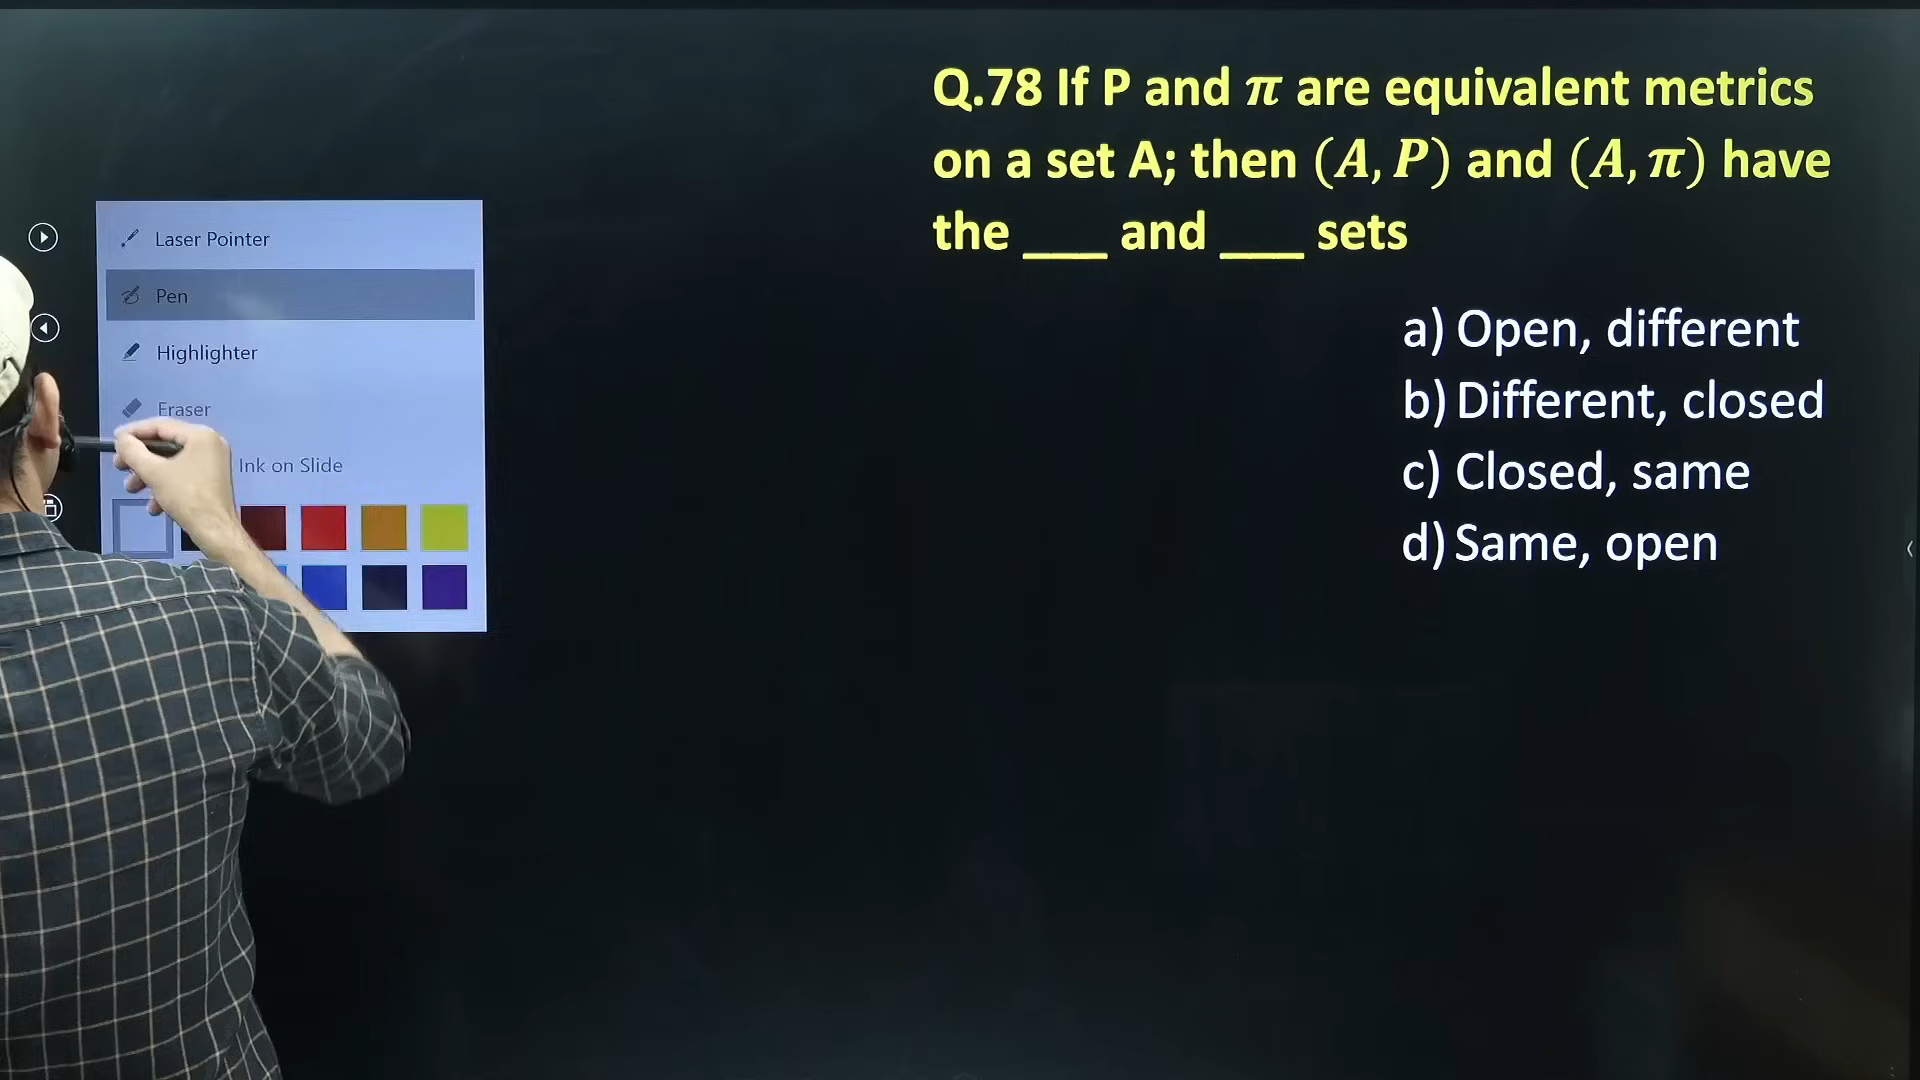 Q.78 If P and π are equivalent metrics
on a set A; then (A, P) and (A, π) have
the ___ and ___ sets
a) Open, different
b) Different, closed
c) Closed, same
d) Same, open
Laser Pointer
Pen
Highlighter
Eraser
Ink on Slide